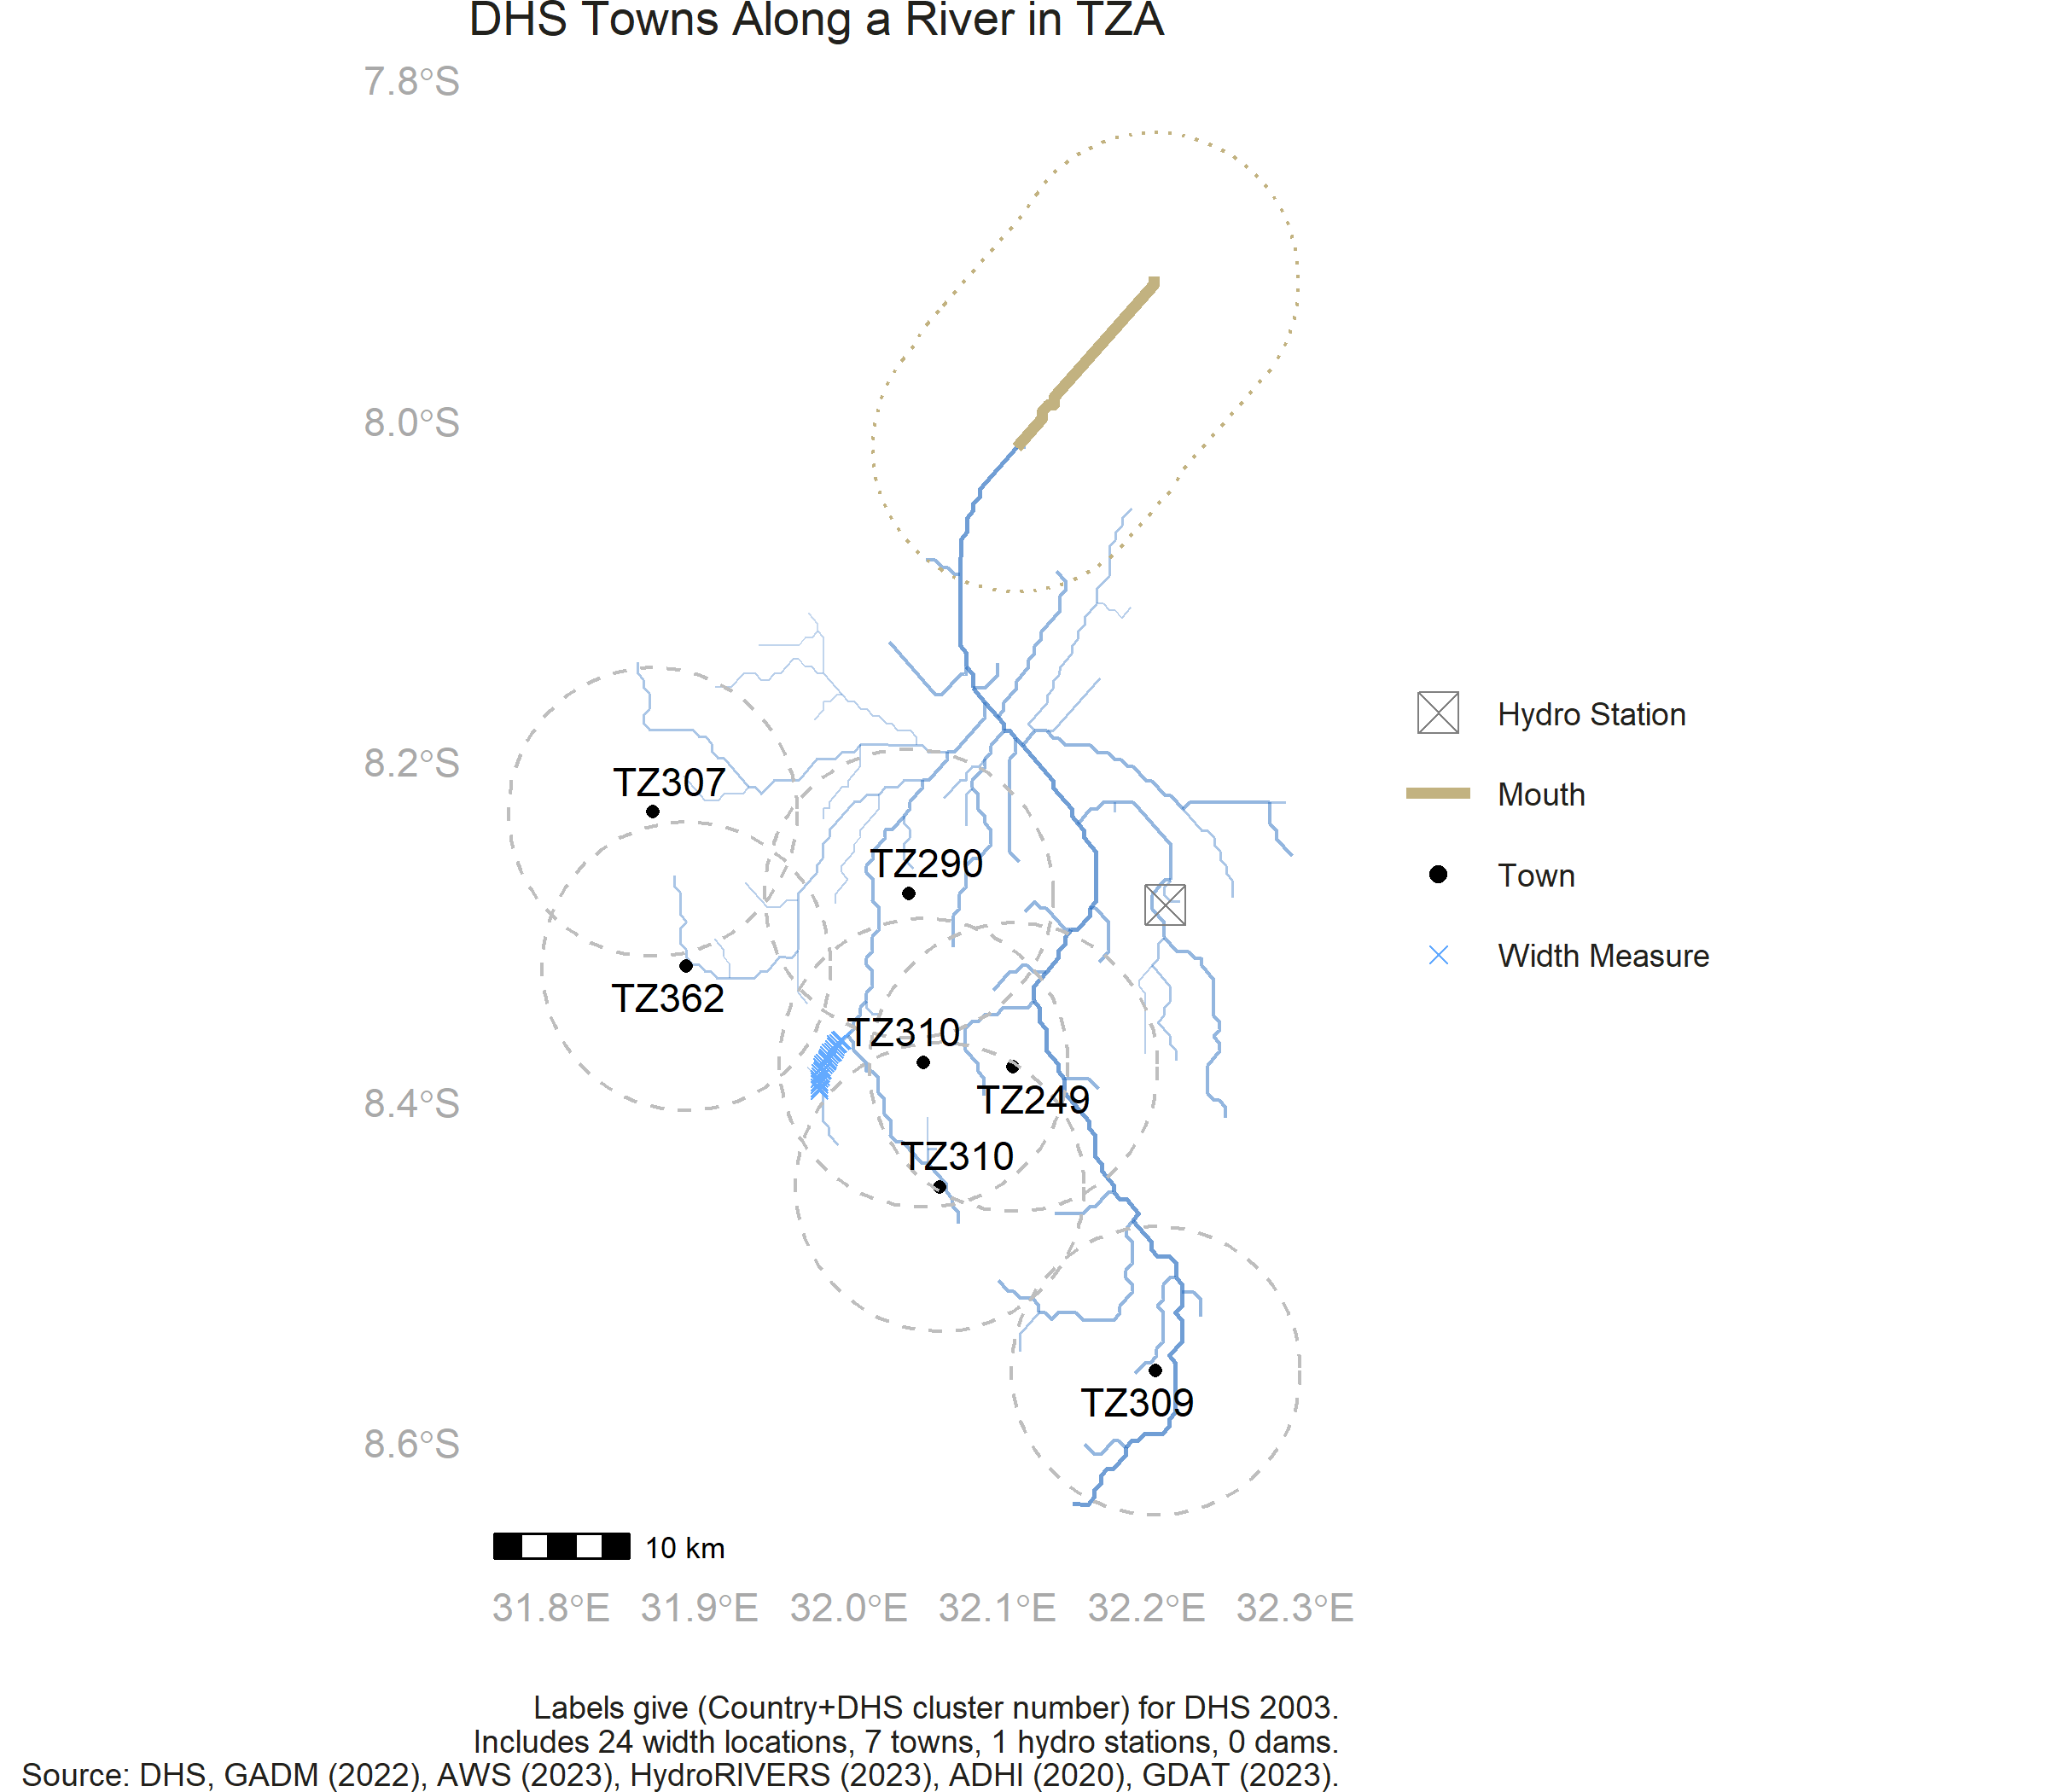 DHS Towns Along a River in TZA
7.8°S
8.0°S
8.2°S
8.4°S
8.6°S
TZ307
TZ290
TZ362
TZ310
TZ249
TZ310
TZ309
Hydro Station
Mouth
Town
Width Measure
10 km
31.8°E 31.9°E 32.0°E 32.1°E 32.2°E 32.3°E
Labels give (Country+DHS cluster number) for DHS 2003.
Includes 24 width locations, 7 towns, 1 hydro stations, 0 dams.
Source: DHS, GADM (2022), AWS (2023), HydroRIVERS (2023), ADHI (2020), GDAT (2023).